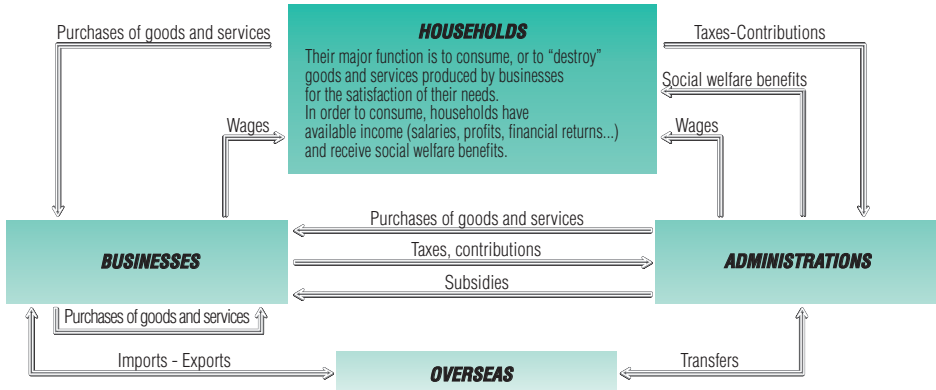 Purchases of goods and services
HOUSEHOLDS
Their major function is to consume, or to “destroy”
goods and services produced by businesses
for the satisfaction of their needs.
In order to consume, households have
available income (salaries, profits, financial returns...)
and receive social welfare benefits.
Taxes-Contributions
Social welfare benefits
Wages
Wages
Purchases of goods and services
BUSINESSES
Taxes, contributions
ADMINISTRATIONS
Subsidies
Purchases of goods and services
Imports - Exports
OVERSEAS
Transfers